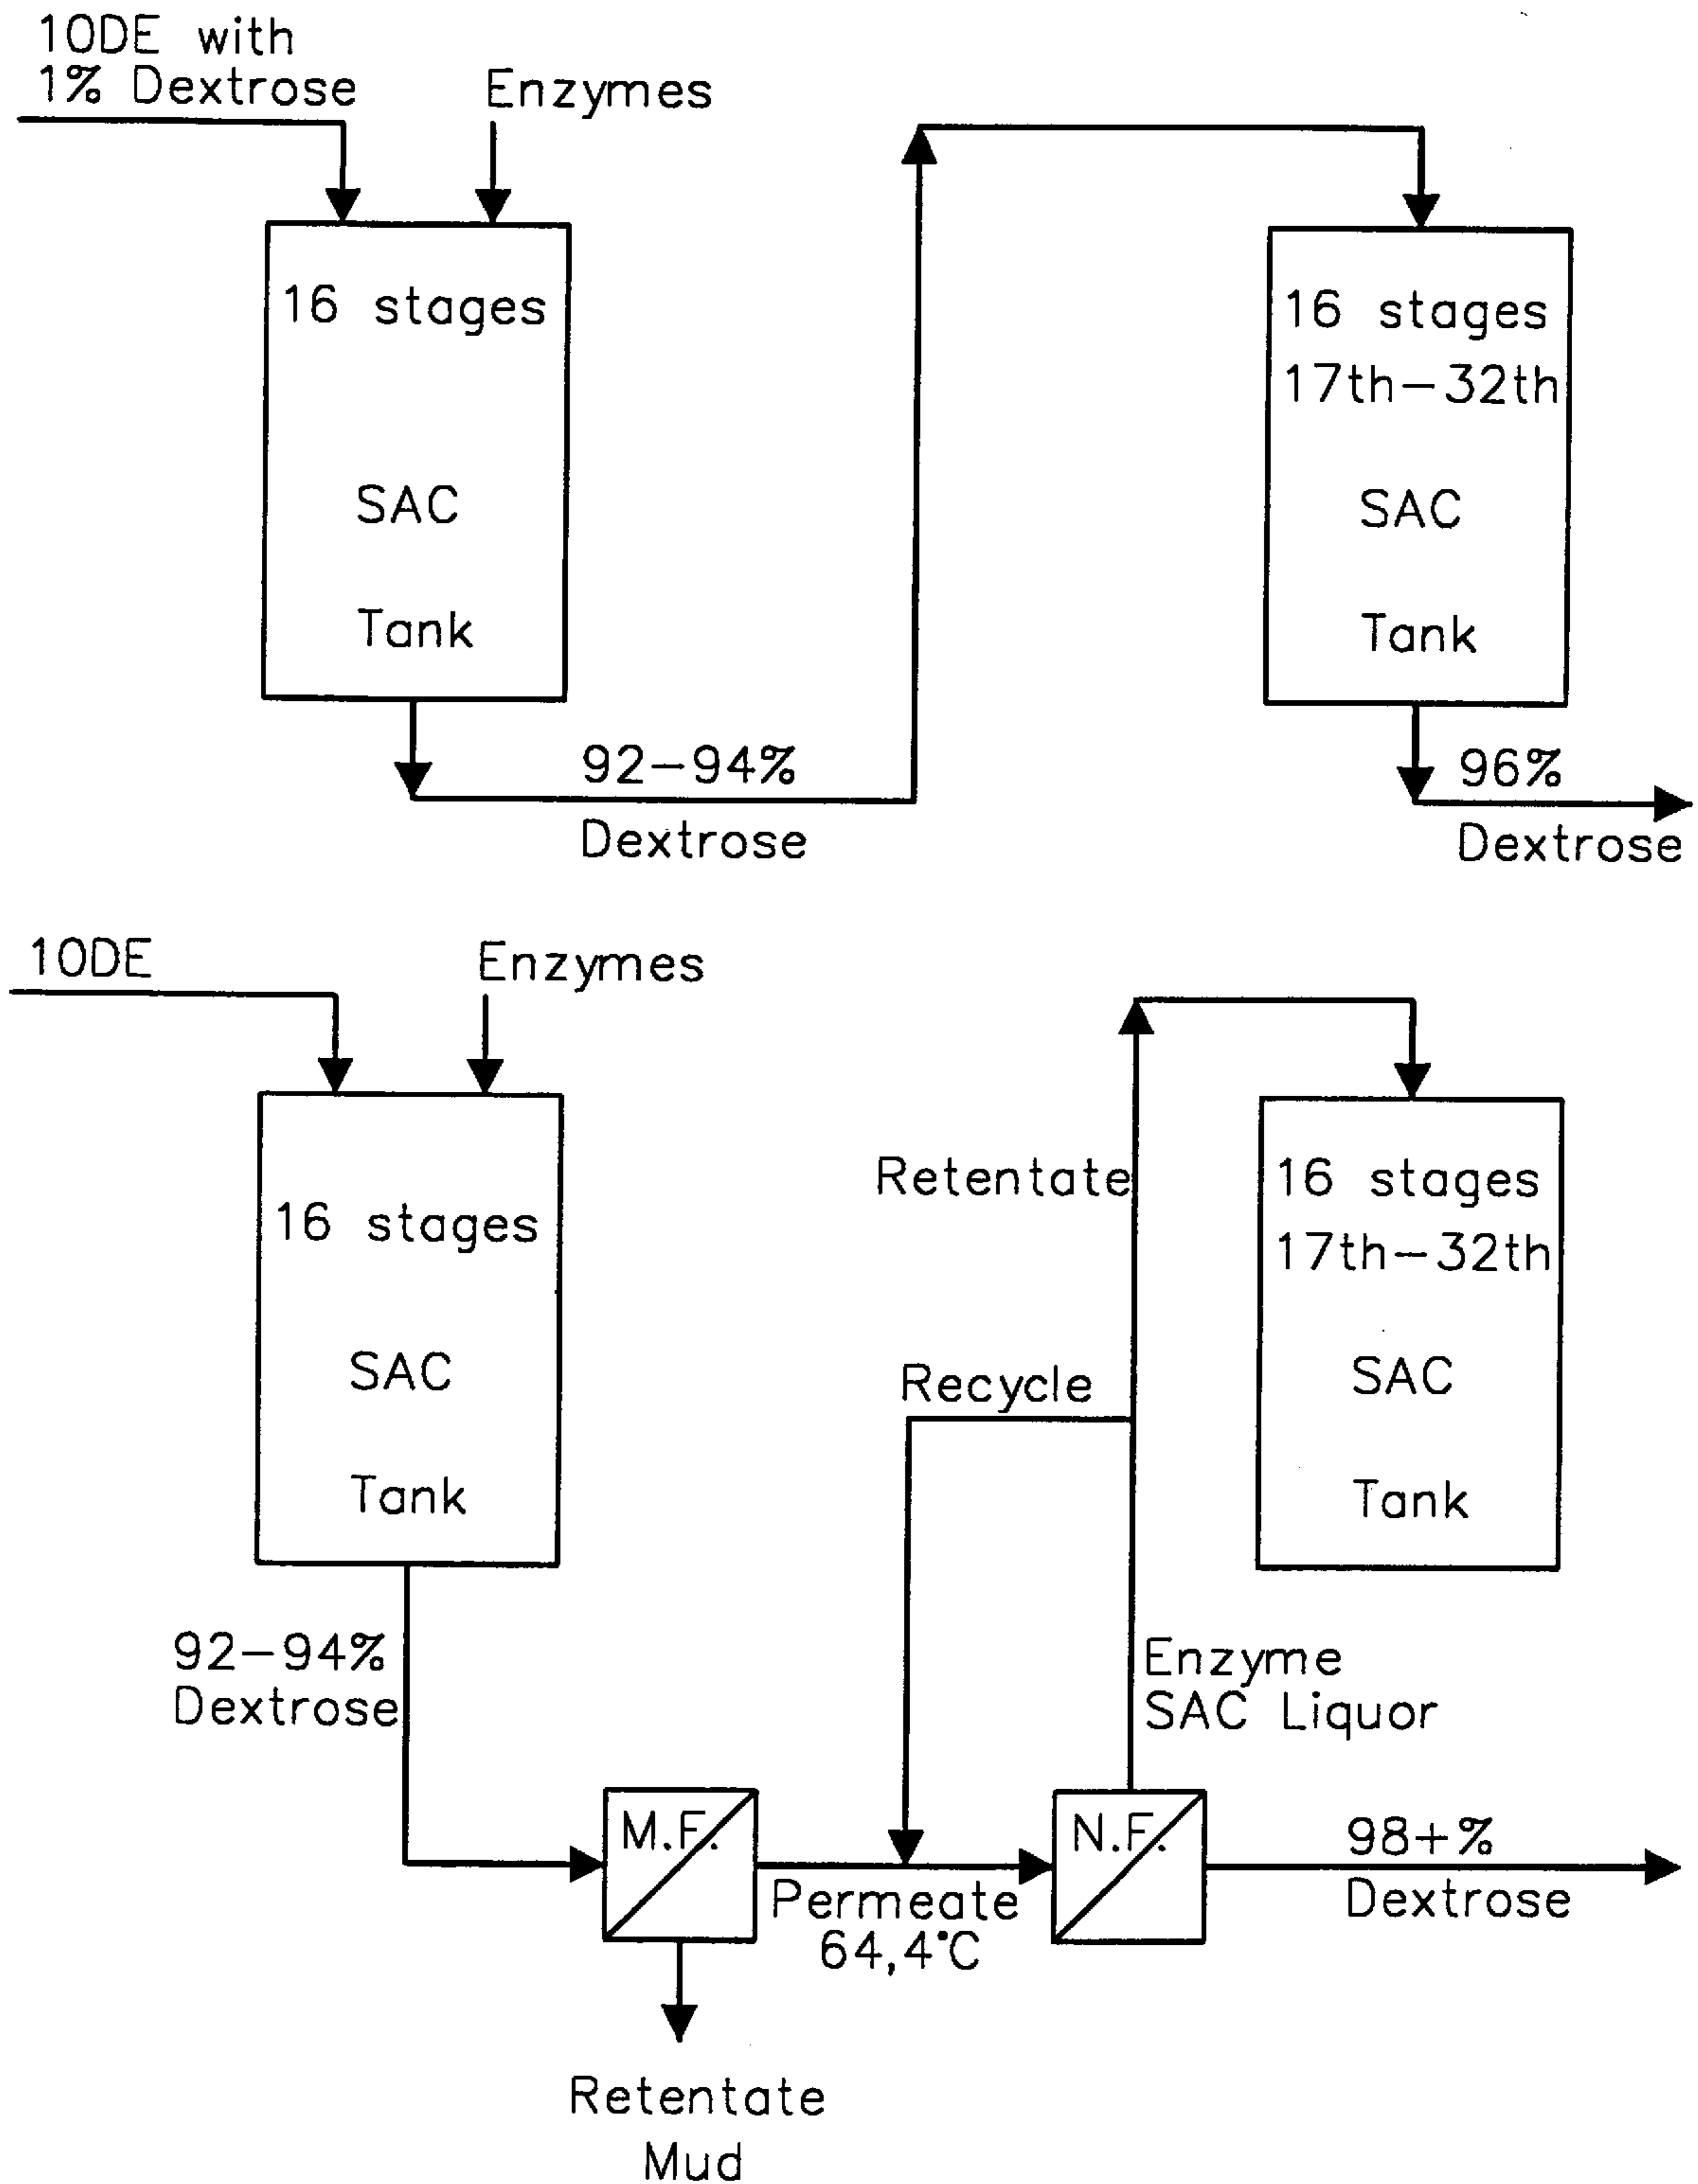 10DE with
1% Dextrose
Enzymes
16 stages
SAC
Tank
92-94%
Dextrose
16 stages
17th-32th
SAC
Tank
96%
Dextrose
10DE
Enzymes
16 stages
SAC
Tank
92-94%
Dextrose
M.F.
Retentate
Mud
Permeate
64,4°C
Recycle
Retentate
Enzyme
SAC Liquor
N.F.
98+%
Dextrose
16 stages
17th-32th
SAC
Tank